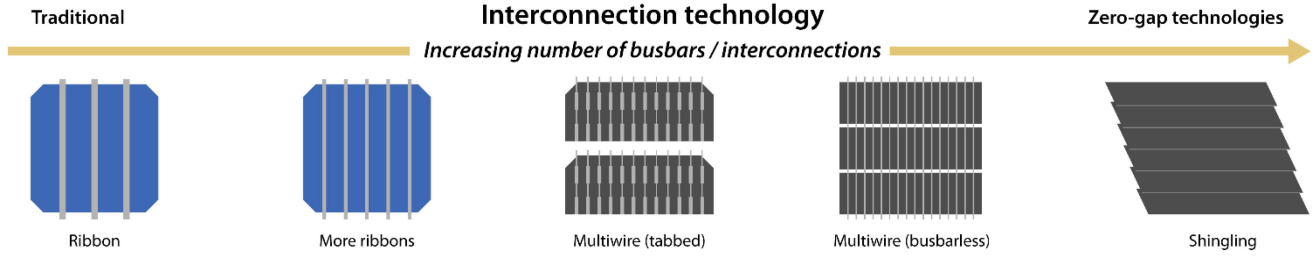 Traditional
Interconnection technology
Zero-gap technologies
Increasing number of busbars / interconnections
Ribbon
More ribbons
Multiwire (tabbed)
Multiwire (busbarless)
Shingling